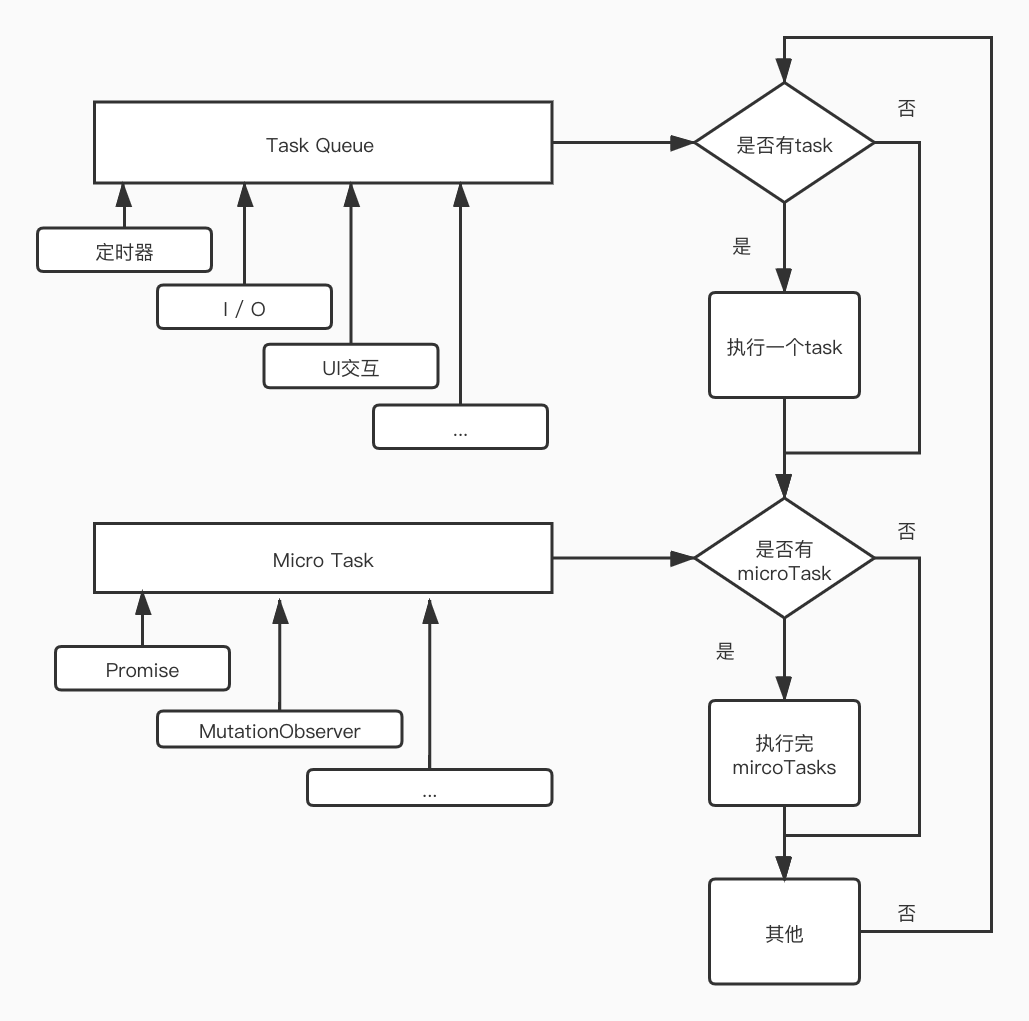 Task Queue
定时器
I / O
UI交互
...
Micro Task
Promise
MutationObserver
...
是否有task
否
是
执行一个task
是否有
microTask
否
是
执行完
mircoTasks
其他
否